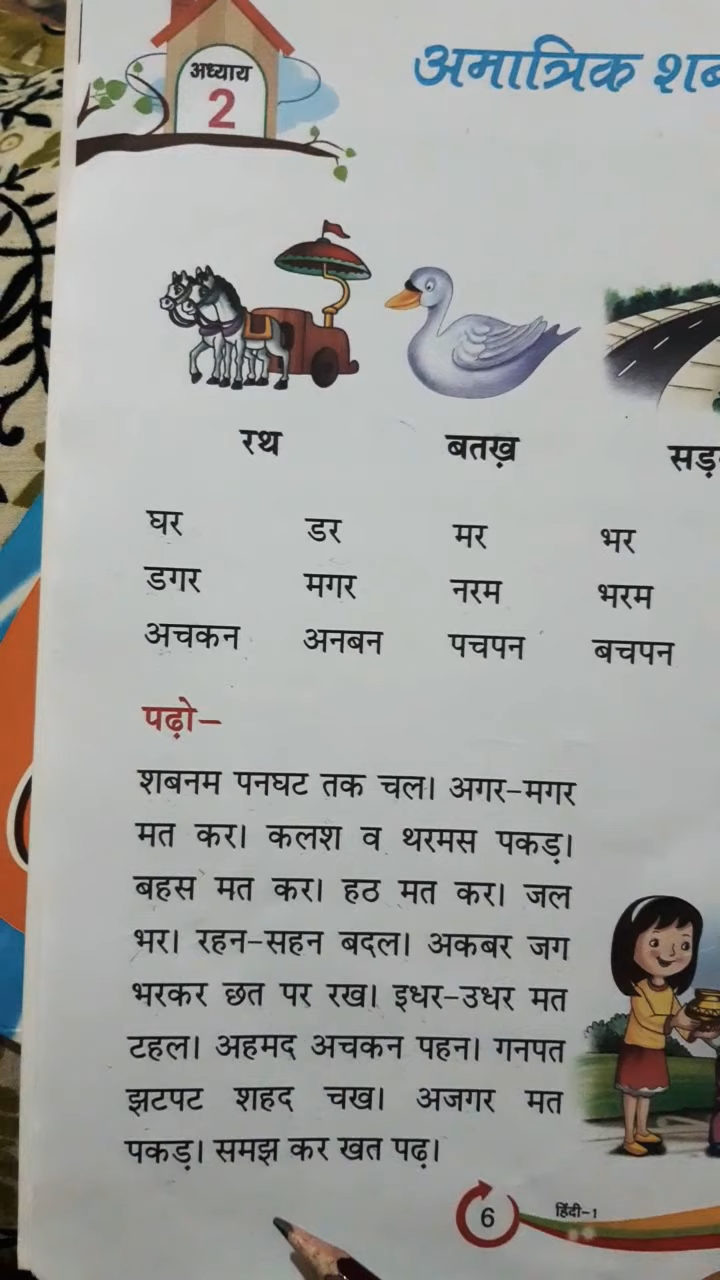 अध्याय
2
अमात्रिक
रथ बतख़
घर डर मर भर
डगर मगर नरम भरम
अचकन अनबन पचपन बचपन
पढ़ो–
शबनम पनघट तक चल। अगर–मगर
मत कर। कलश व थरमस पकड़।
बहस मत कर। हठ मत कर। जल
भर। रहन–सहन बदल। अकबर जग
भरकर छत पर रख। इधर–उधर मत
टहल। अहमद अचकन पहन। गनपत
झटपट शहद चख। अजगर मत
पकड़। समझ कर खत पढ़।
6
हिंदी–1